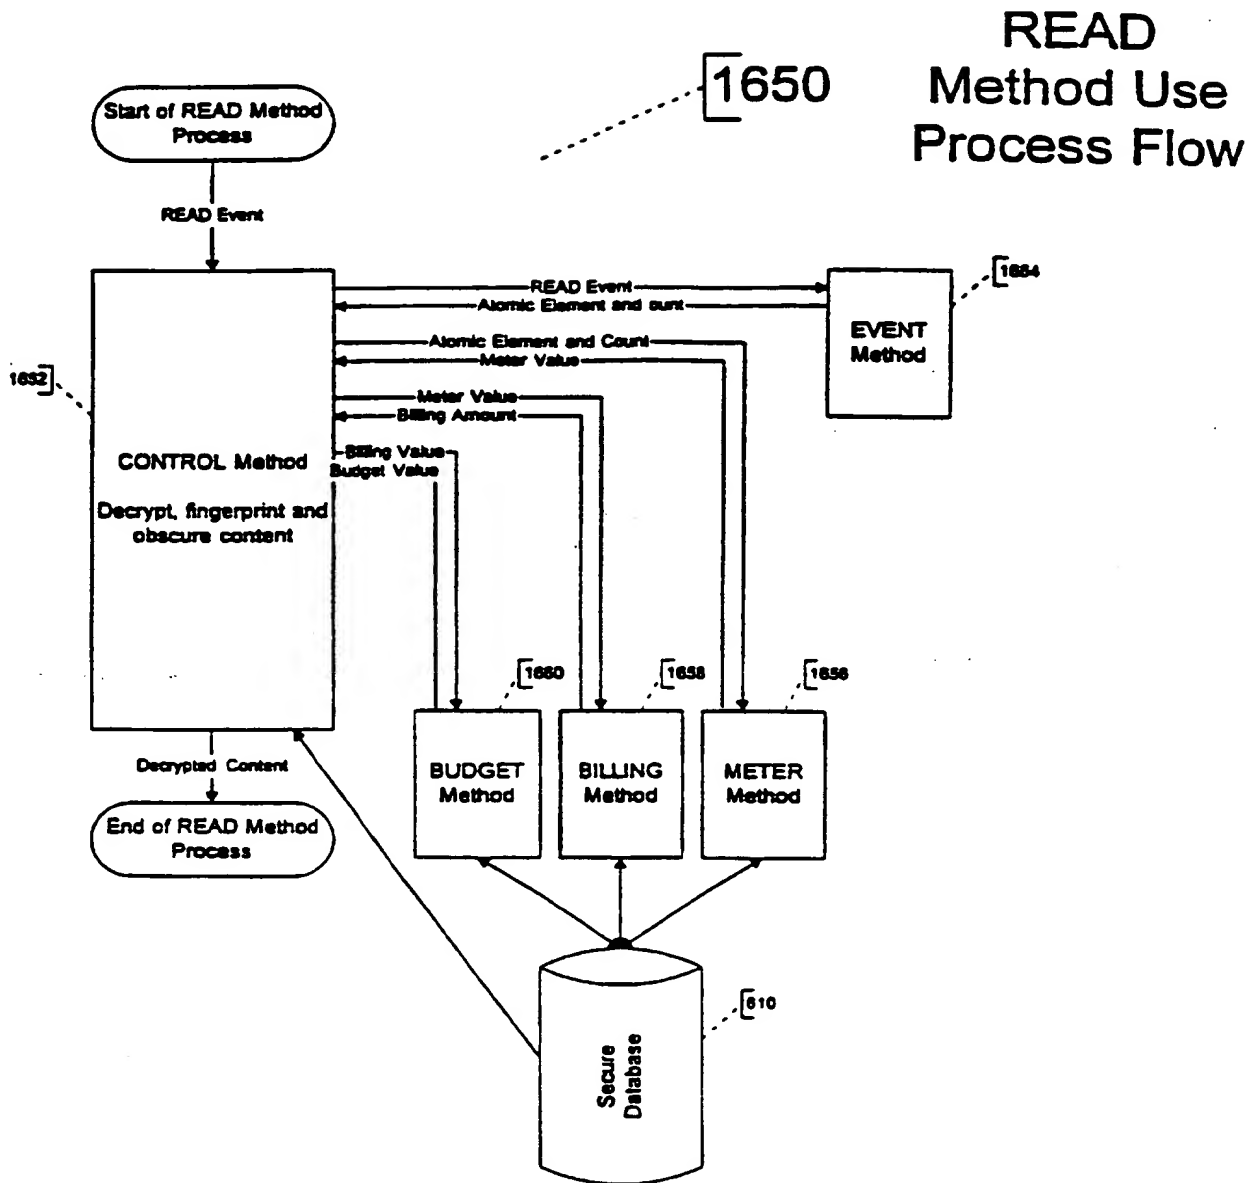 READ
Method Use
Process Flow
1650
Start of READ Method
Process
READ Event
READ Event
Atomic Element and ount
1654
EVENT
Method
Atomic Element and Count
Meter Value
1652
Meter Value
Billing Amount
Billing Value
Budget Value
CONTROL Method
Decrypt, fingerprint and
obscure content
1660
1658
1656
BUDGET
Method
BILLING
Method
METER
Method
Decrypted Content
End of READ Method
Process
610
Secure
Database